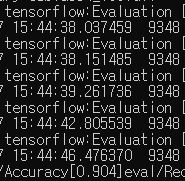 tensorflow:Evaluation [
7 15:44:38.037459 9348
tensorflow:Evaluation [
7 15:44:38.151485 9348
tensorflow:Evaluation [
7 15:44:39.261736 9348
tensorflow:Evaluation [
7 15:44:42.805539 9348
tensorflow:Evaluation [
7 15:44:46.476370 9348
/Accuracy[0.904]eval/Rec